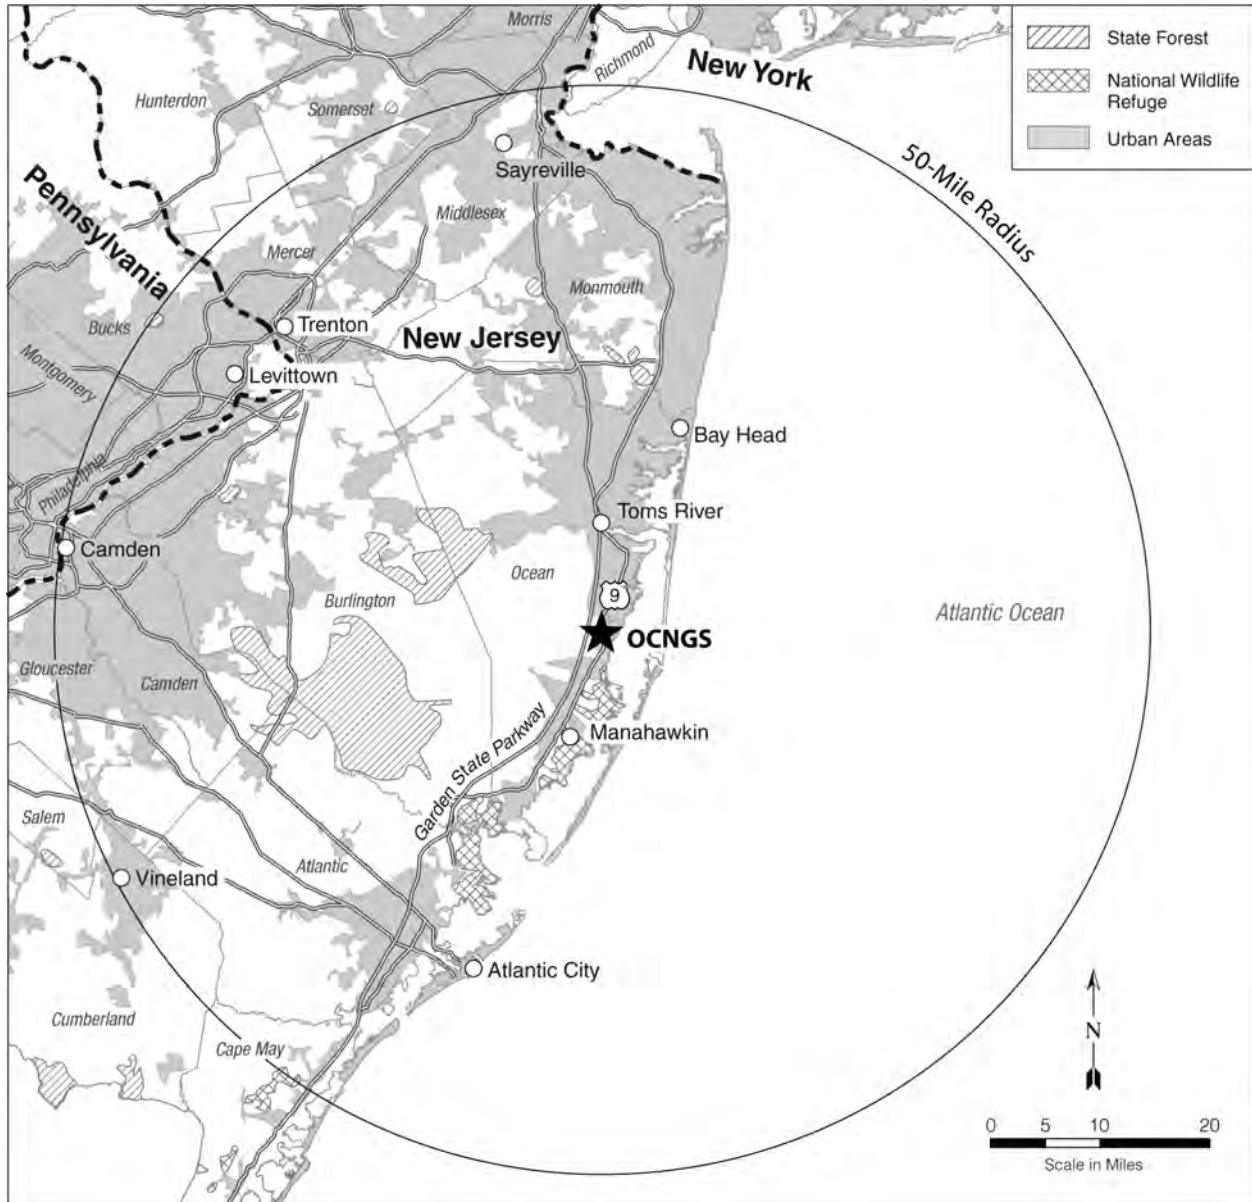 Morris
Richmond
New York
State Forest
National Wildlife
Refuge
Urban Areas
Hunterdon
Somerset
50-Mile Radius
Sayreville
Pennsylvania
Middlesex
Mercer
Monmouth
Bucks
Trenton
New Jersey
Montgomery
Levittown
Bay Head
Philadelphia
Toms River
Camden
Ocean
9
Burlington
Atlantic Ocean
OCNGS
Gloucester
Camden
Garden State Parkway
Manahawkin
Salem
Atlantic
Vineland
Atlantic City
Cumberland
N
Cape May
0 5 10 20
Scale in Miles